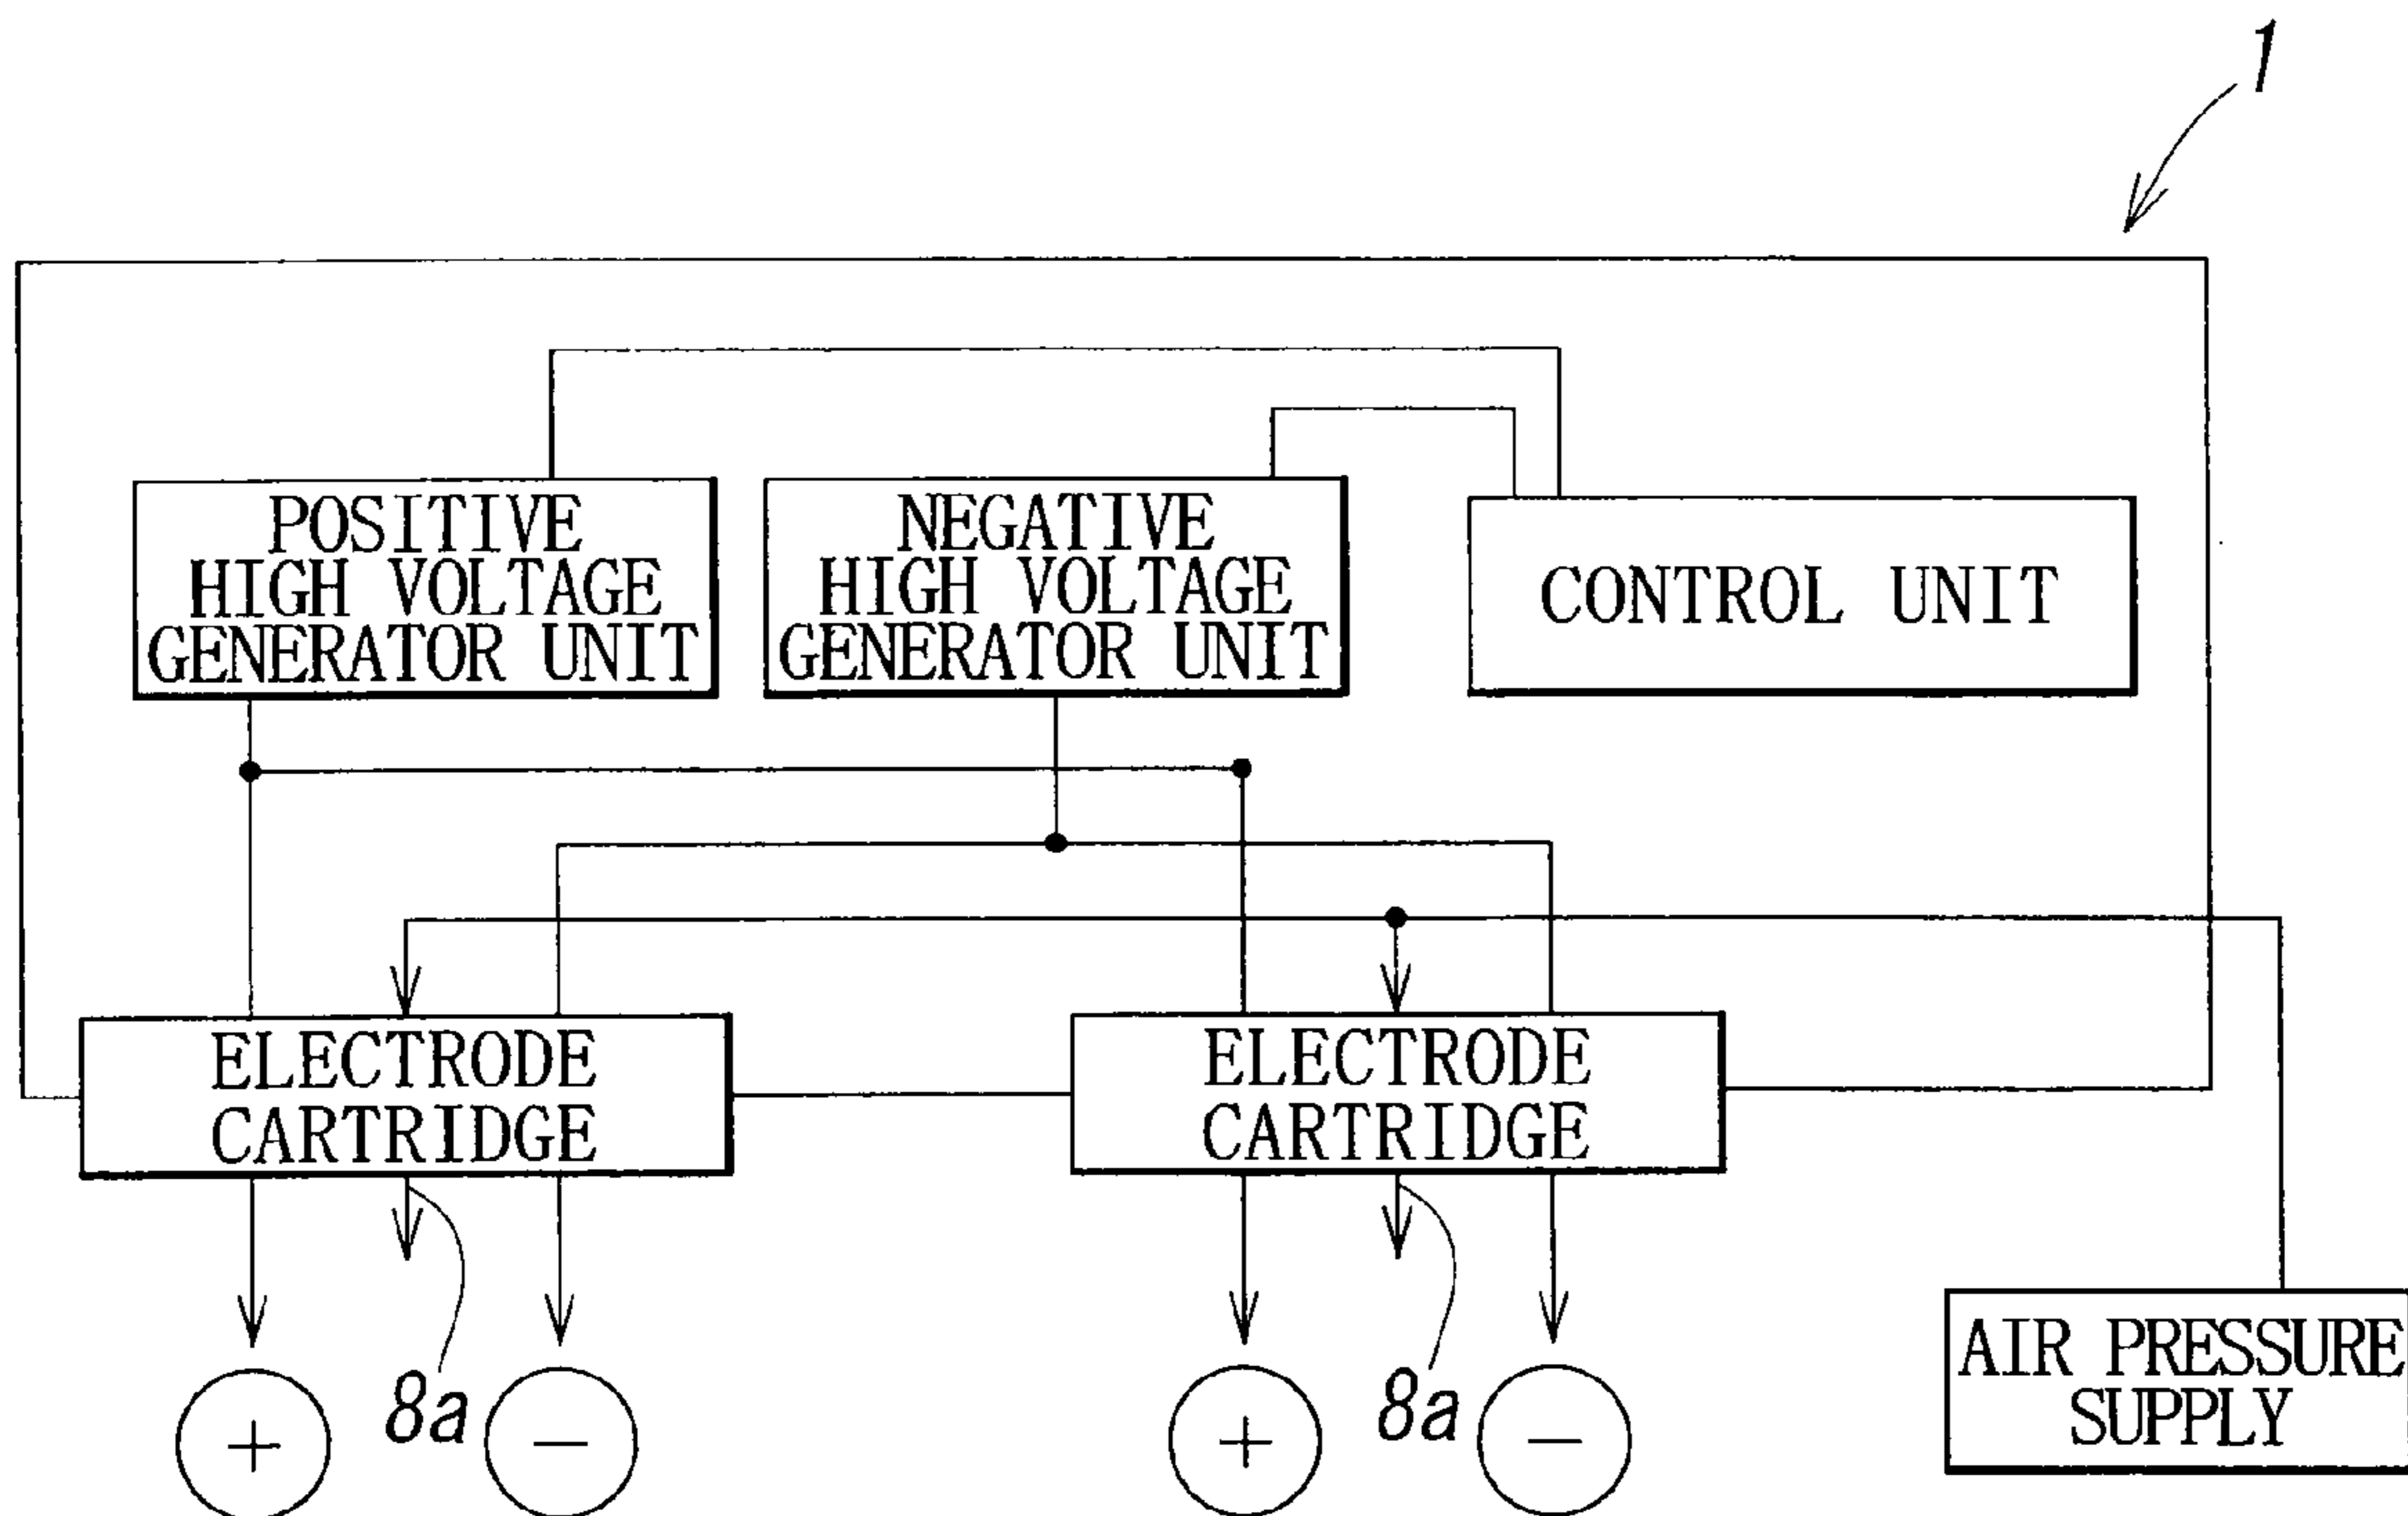 1
POSITIVE
HIGH VOLTAGE
GENERATOR UNIT
NEGATIVE
HIGH VOLTAGE
GENERATOR UNIT
CONTROL UNIT
ELECTRODE
CARTRIDGE
ELECTRODE
CARTRIDGE
8a
8a
+
−
+
−
AIR PRESSURE
SUPPLY